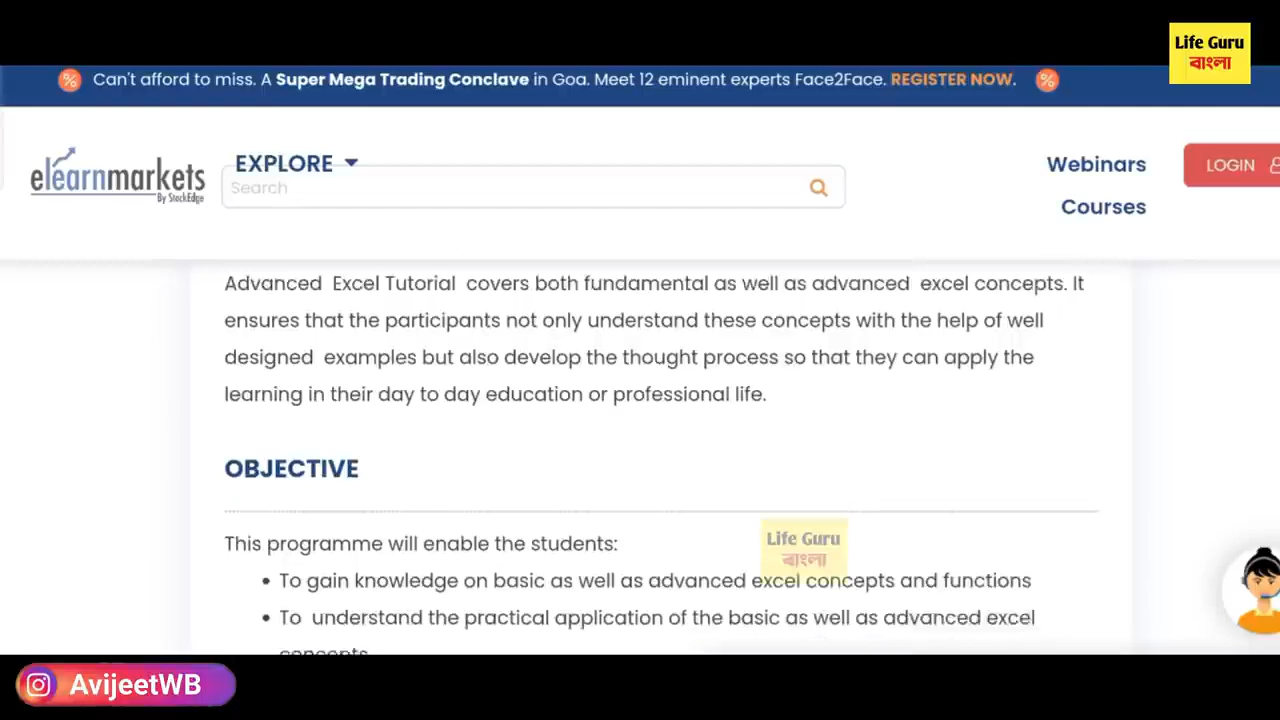 Life Guru
বাংলা
Can't afford to miss. A Super Mega Trading Conclave in Goa. Meet 12 eminent experts Face2Face. REGISTER NOW.
elearnmarkets
By StockEdge
EXPLORE
Search
Webinars
Courses
LOGIN
Advanced Excel Tutorial covers both fundamental as well as advanced excel concepts. It
ensures that the participants not only understand these concepts with the help of well
designed examples but also develop the thought process so that they can apply the
learning in their day to day education or professional life.
OBJECTIVE
This programme will enable the students:
Life Guru
বাংলা
• To gain knowledge on basic as well as advanced excel concepts and functions
• To understand the practical application of the basic as well as advanced excel
concepts
AvijeetWB